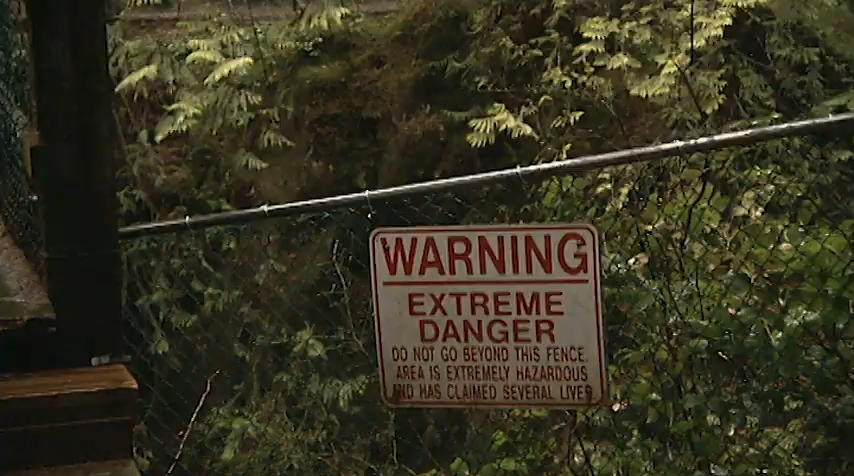 WARNING
EXTREME
DANGER
DO NOT GO BEYOND THIS FENCE.
AREA IS EXTREMELY HAZARDOUS
AND HAS CLAIMED SEVERAL LIVES